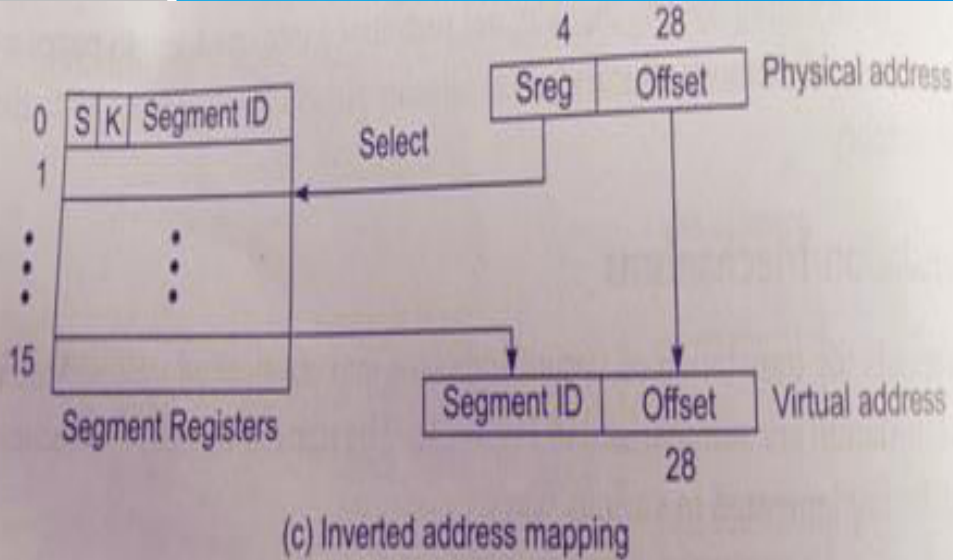 4 28
Sreg Offset Physical address
0 S K Segment ID
Select
1
15
Segment ID Offset Virtual address
Segment Registers
28
(c) Inverted address mapping